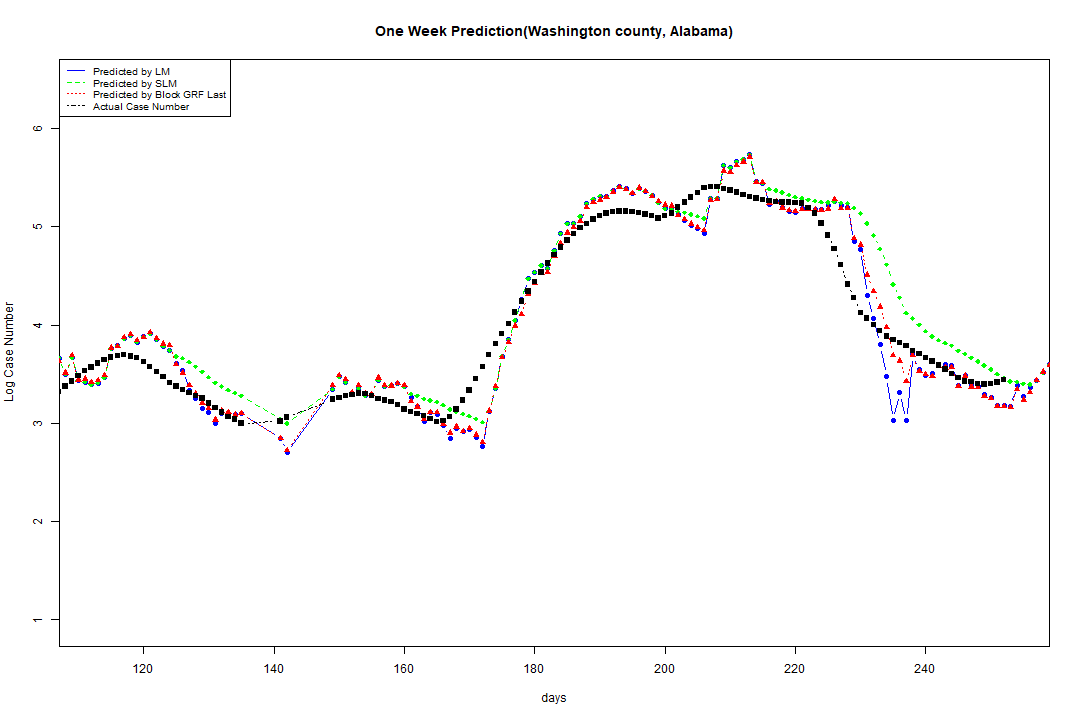 One Week Prediction(Washington county, Alabama)
Predicted by LM
Predicted by SLM
Predicted by Block GRF Last
Actual Case Number
6
5
4
3
2
1
Log Case Number
120 140 160 180 200 220 240
days